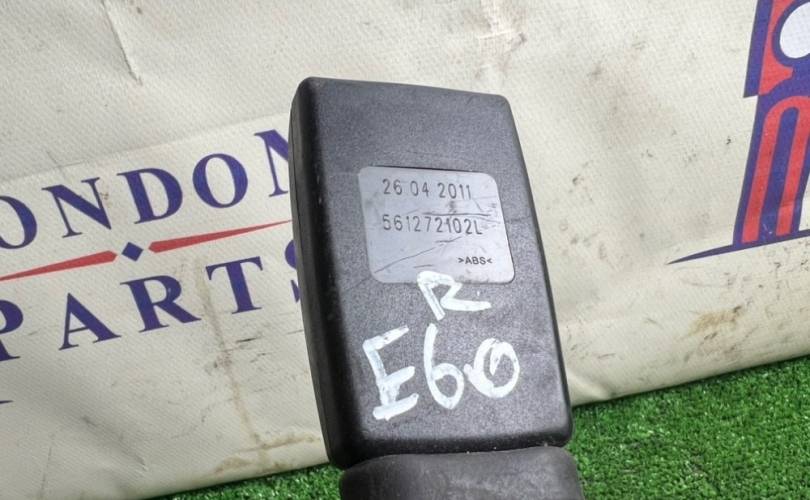 ONDON
PARTS
26 04 2011
561272102L
>ABS<
R
E60